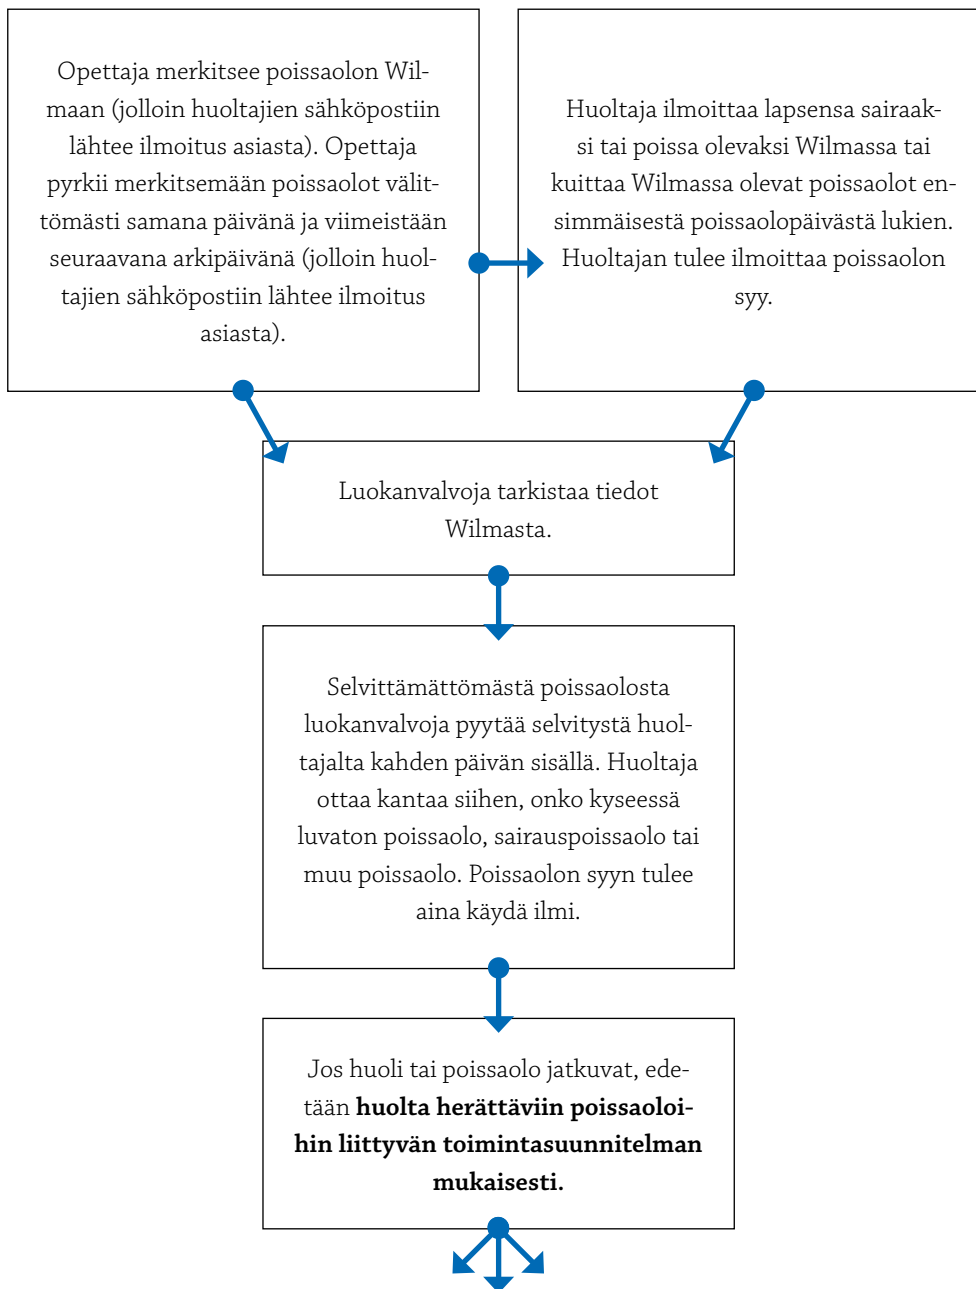 Opettaja merkitsee poissaolon Wil-
maan (jolloin huoltajien sähköpostiin
lähtee ilmoitus asiasta). Opettaja
pyrkii merkitsemään poissaolot välit-
tömästi samana päivänä ja viimeistään
seuraavana arkipäivänä (jolloin huol-
tajien sähköpostiin lähtee ilmoitus
asiasta).
Huoltaja ilmoittaa lapsensa sairaak-
si tai poissa olevaksi Wilmassa tai
kuittaa Wilmassa olevat poissaolot en-
simmäisestä poissaolopäivästä lukien.
Huoltajan tulee ilmoittaa poissaolon
syy.
Luokanvalvoja tarkistaa tiedot
Wilmasta.
Selvittämättömästä poissaolosta
luokanvalvoja pyytää selvitystä huol-
tajalta kahden päivän sisällä. Huoltaja
ottaa kantaa siihen, onko kyseessä
luvaton poissaolo, sairauspoissaolo tai
muu poissaolo. Poissaolon syyn tulee
aina käydä ilmi.
Jos huoli tai poissaolo jatkuvat, ede-
tään huolta herättäviin poissaoloi-
hin liittyvän toimintasuunnitelman
mukaisesti.